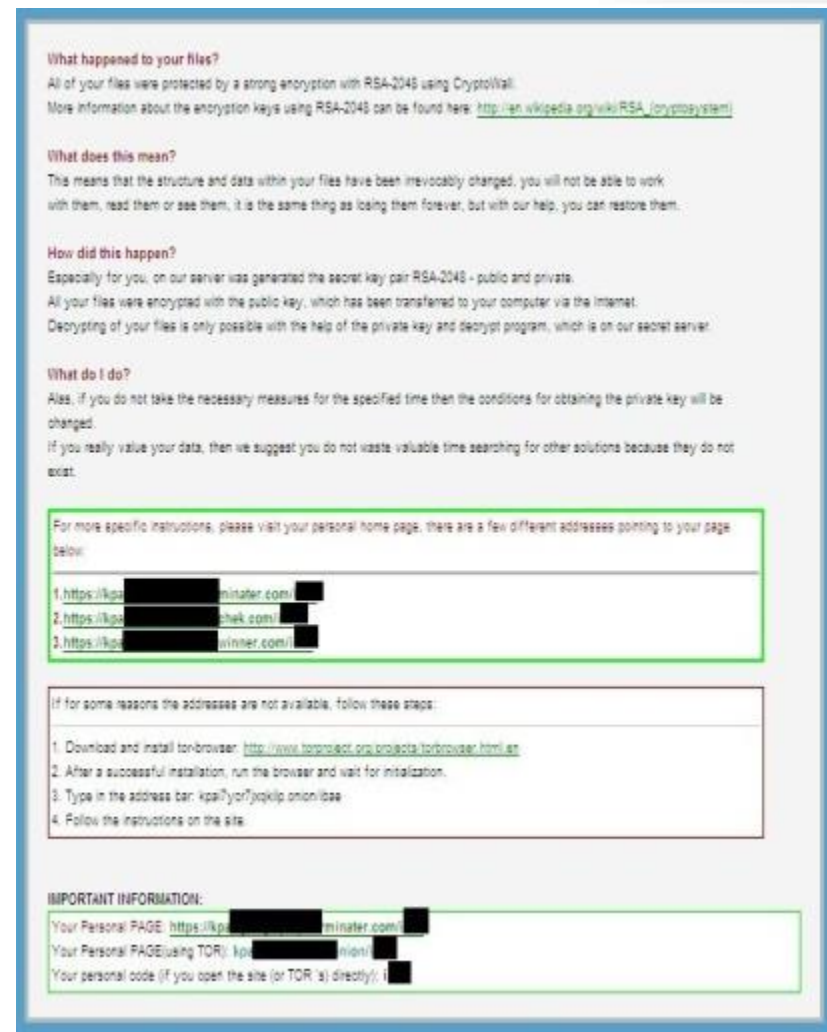 What happened to your files?
All of your files were protected by a strong encryption with RSA-2048 using CryptoWall.
More information about the encryption keys using RSA-2048 can be found here: http://en.wikipedia.org/wiki/RSA_(cryptosystem)
What does this mean?
This means that the structure and data within your files have been irrevocably changed, you will not be able to work
with them, read them or see them, it is the same thing as losing them forever, but with our help, you can restore them.
How did this happen?
Especially for you, on our server was generated the secret key pair RSA-2048 - public and private.
All your files were encrypted with the public key, which has been transferred to your computer via the Internet.
Decrypting of your files is only possible with the help of the private key and decrypt program, which is on our secret server.
What do I do?
Alas, if you do not take the necessary measures for the specified time then the conditions for obtaining the private key will be
changed.
If you really value your data, then we suggest you do not waste valuable time searching for other solutions because they do not
exist.
For more specific instructions, please visit your personal home page, there are a few different addresses pointing to your page
below:
1.https://kpa minater.com/i
2.https://kpa chek.com/i
3.https://kpa winner.com/i
If for some reasons the addresses are not available, follow these steps:
1. Download and install tor-browser: http://www.torproject.org/projects/torbrowser.html.en
2. After a successful installation, run the browser and wait for initialization.
3. Type in the address bar:
4. Follow the instructions on the site.
IMPORTANT INFORMATION:
Your Personal PAGE: https://kpa rminater.com/i
Your Personal PAGE(using TOR): kpa nion/i
Your personal code (if you open the site (or TOR 's) directly): i